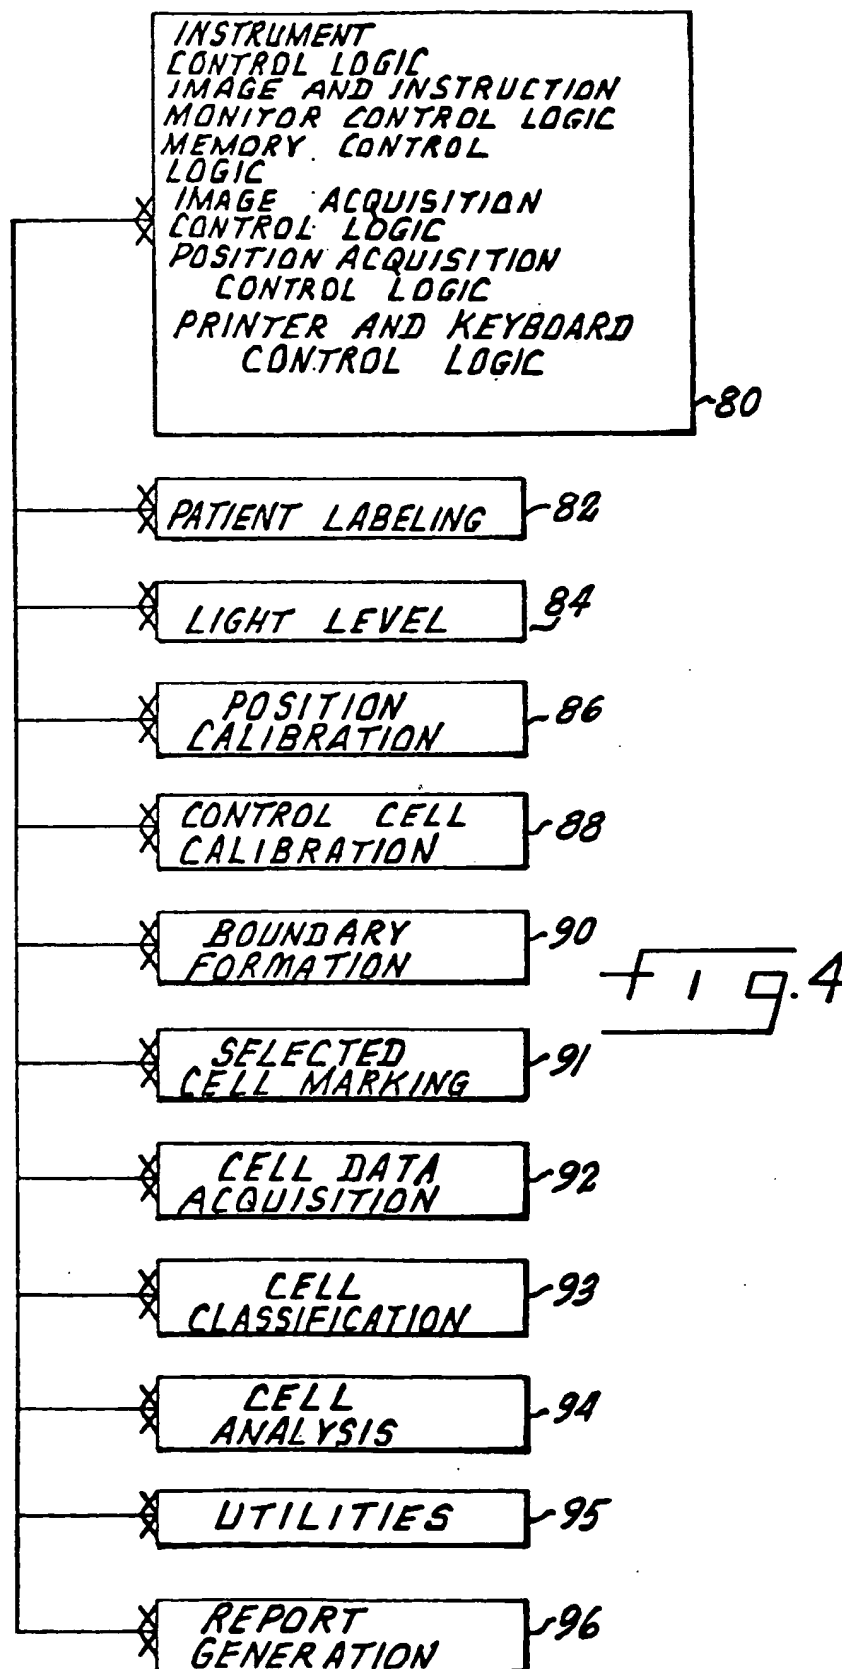 INSTRUMENT
CONTROL LOGIC
IMAGE AND INSTRUCTION
MONITOR CONTROL LOGIC
MEMORY CONTROL
LOGIC
IMAGE ACQUISITION
CONTROL LOGIC
POSITION ACQUISITION
CONTROL LOGIC
PRINTER AND KEYBOARD
CONTROL LOGIC
80
PATIENT LABELING
82
LIGHT LEVEL
84
POSITION
CALIBRATION
86
CONTROL CELL
CALIBRATION
88
BOUNDARY
FORMATION
90
fig. 4
SELECTED
CELL MARKING
91
CELL DATA
ACQUISITION
92
CELL
CLASSIFICATION
93
CELL
ANALYSIS
94
UTILITIES
95
REPORT
GENERATION
96